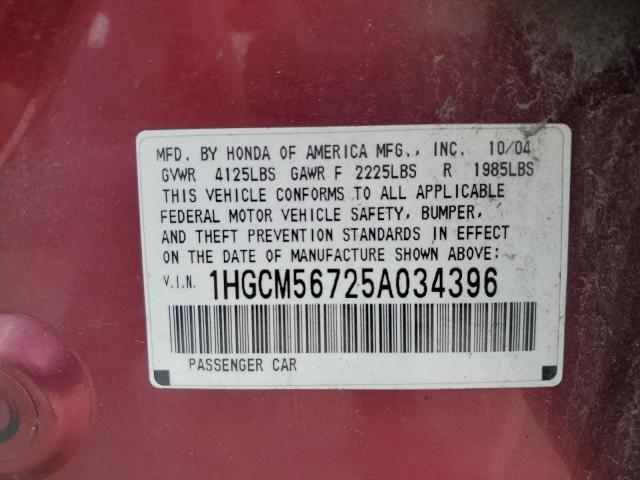 MFD. BY HONDA OF AMERICA MFG., INC. 10/04
GVWR 4125LBS GAWR F 2225LBS R 1985LBS
THIS VEHICLE CONFORMS TO ALL APPLICABLE
FEDERAL MOTOR VEHICLE SAFETY, BUMPER,
AND THEFT PREVENTION STANDARDS IN EFFECT
ON THE DATE OF MANUFACTURE SHOWN ABOVE:
V.I.N. 1HGCM56725A034396
PASSENGER CAR